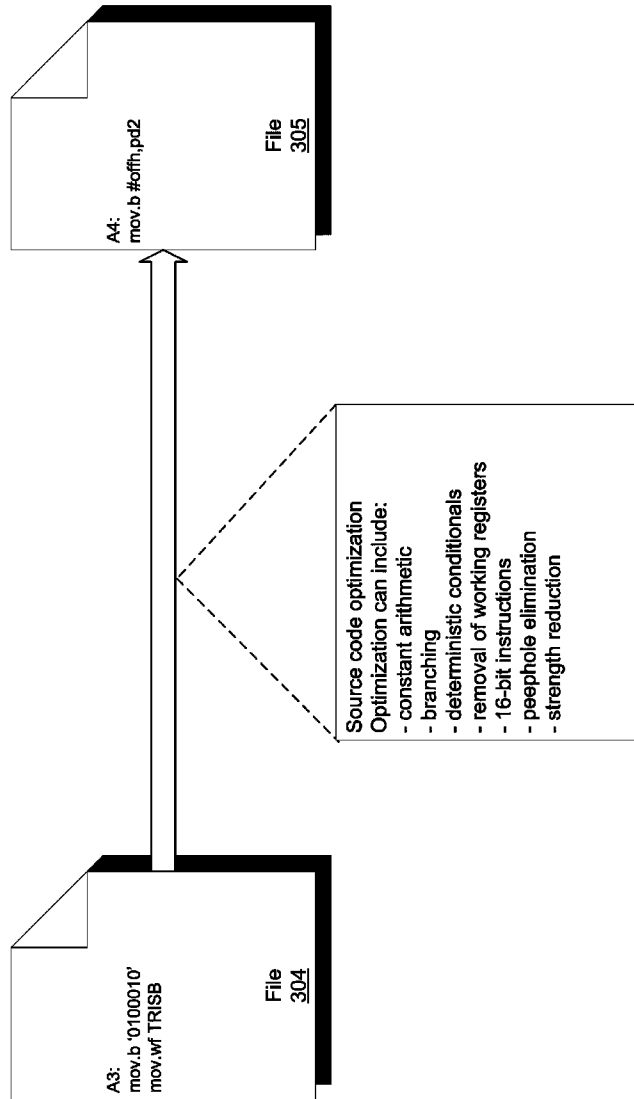 A3:
mov.b '0100010'
mov.wf TRISB
File
304
Source code optimization
Optimization can include:
- constant arithmetic
- branching
- deterministic conditionals
- removal of working registers
- 16-bit instructions
- peephole elimination
- strength reduction
A4:
mov.b #offh,pd2
File
305